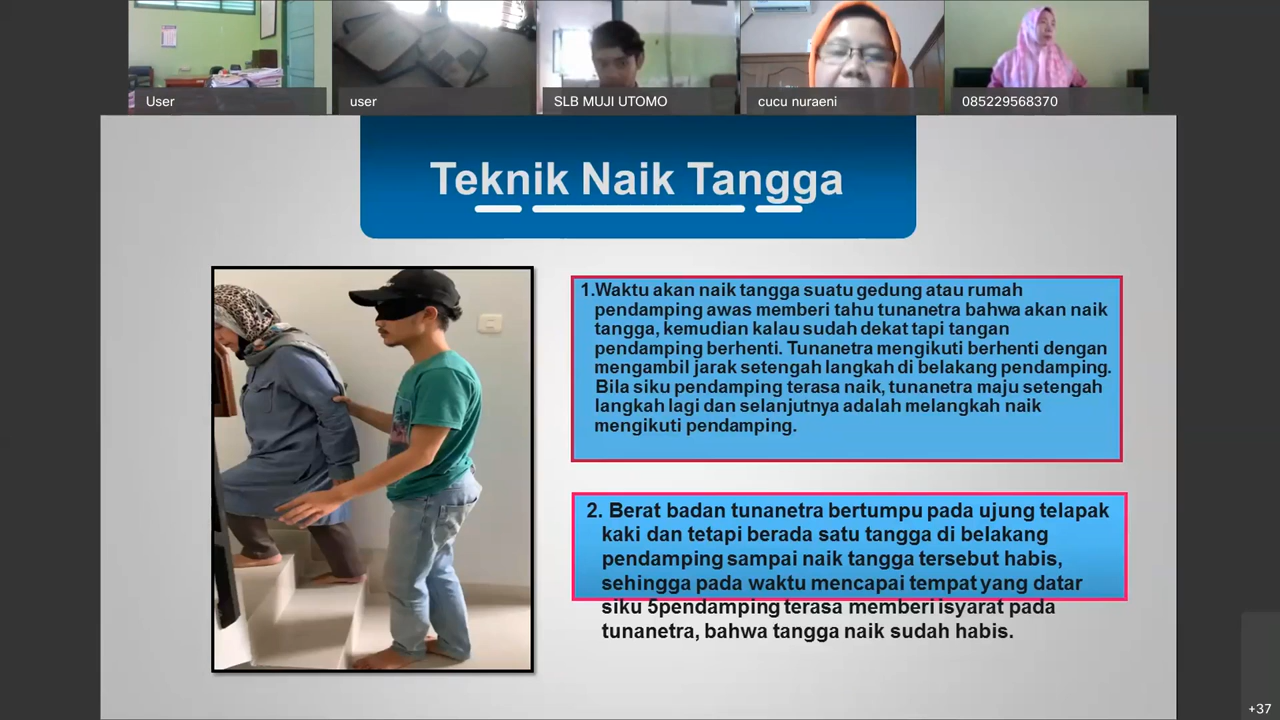 User
user
SLB MUJI UTOMO
cucu nuraeni
085229568370
Teknik Naik Tangga
1.Waktu akan naik tangga suatu gedung atau rumah
pendamping awas memberi tahu tunanetra bahwa akan naik
tangga, kemudian kalau sudah dekat tapi tangan
pendamping berhenti. Tunanetra mengikuti berhenti dengan
mengambil jarak setengah langkah di belakang pendamping.
Bila siku pendamping terasa naik, tunanetra maju setengah
langkah lagi dan selanjutnya adalah melangkah naik
mengikuti pendamping.
2. Berat badan tunanetra bertumpu pada ujung telapak
kaki dan tetapi berada satu tangga di belakang
pendamping sampai naik tangga tersebut habis,
sehingga pada waktu mencapai tempat yang datar
siku 5pendamping terasa memberi isyarat pada
tunanetra, bahwa tangga naik sudah habis.
+37